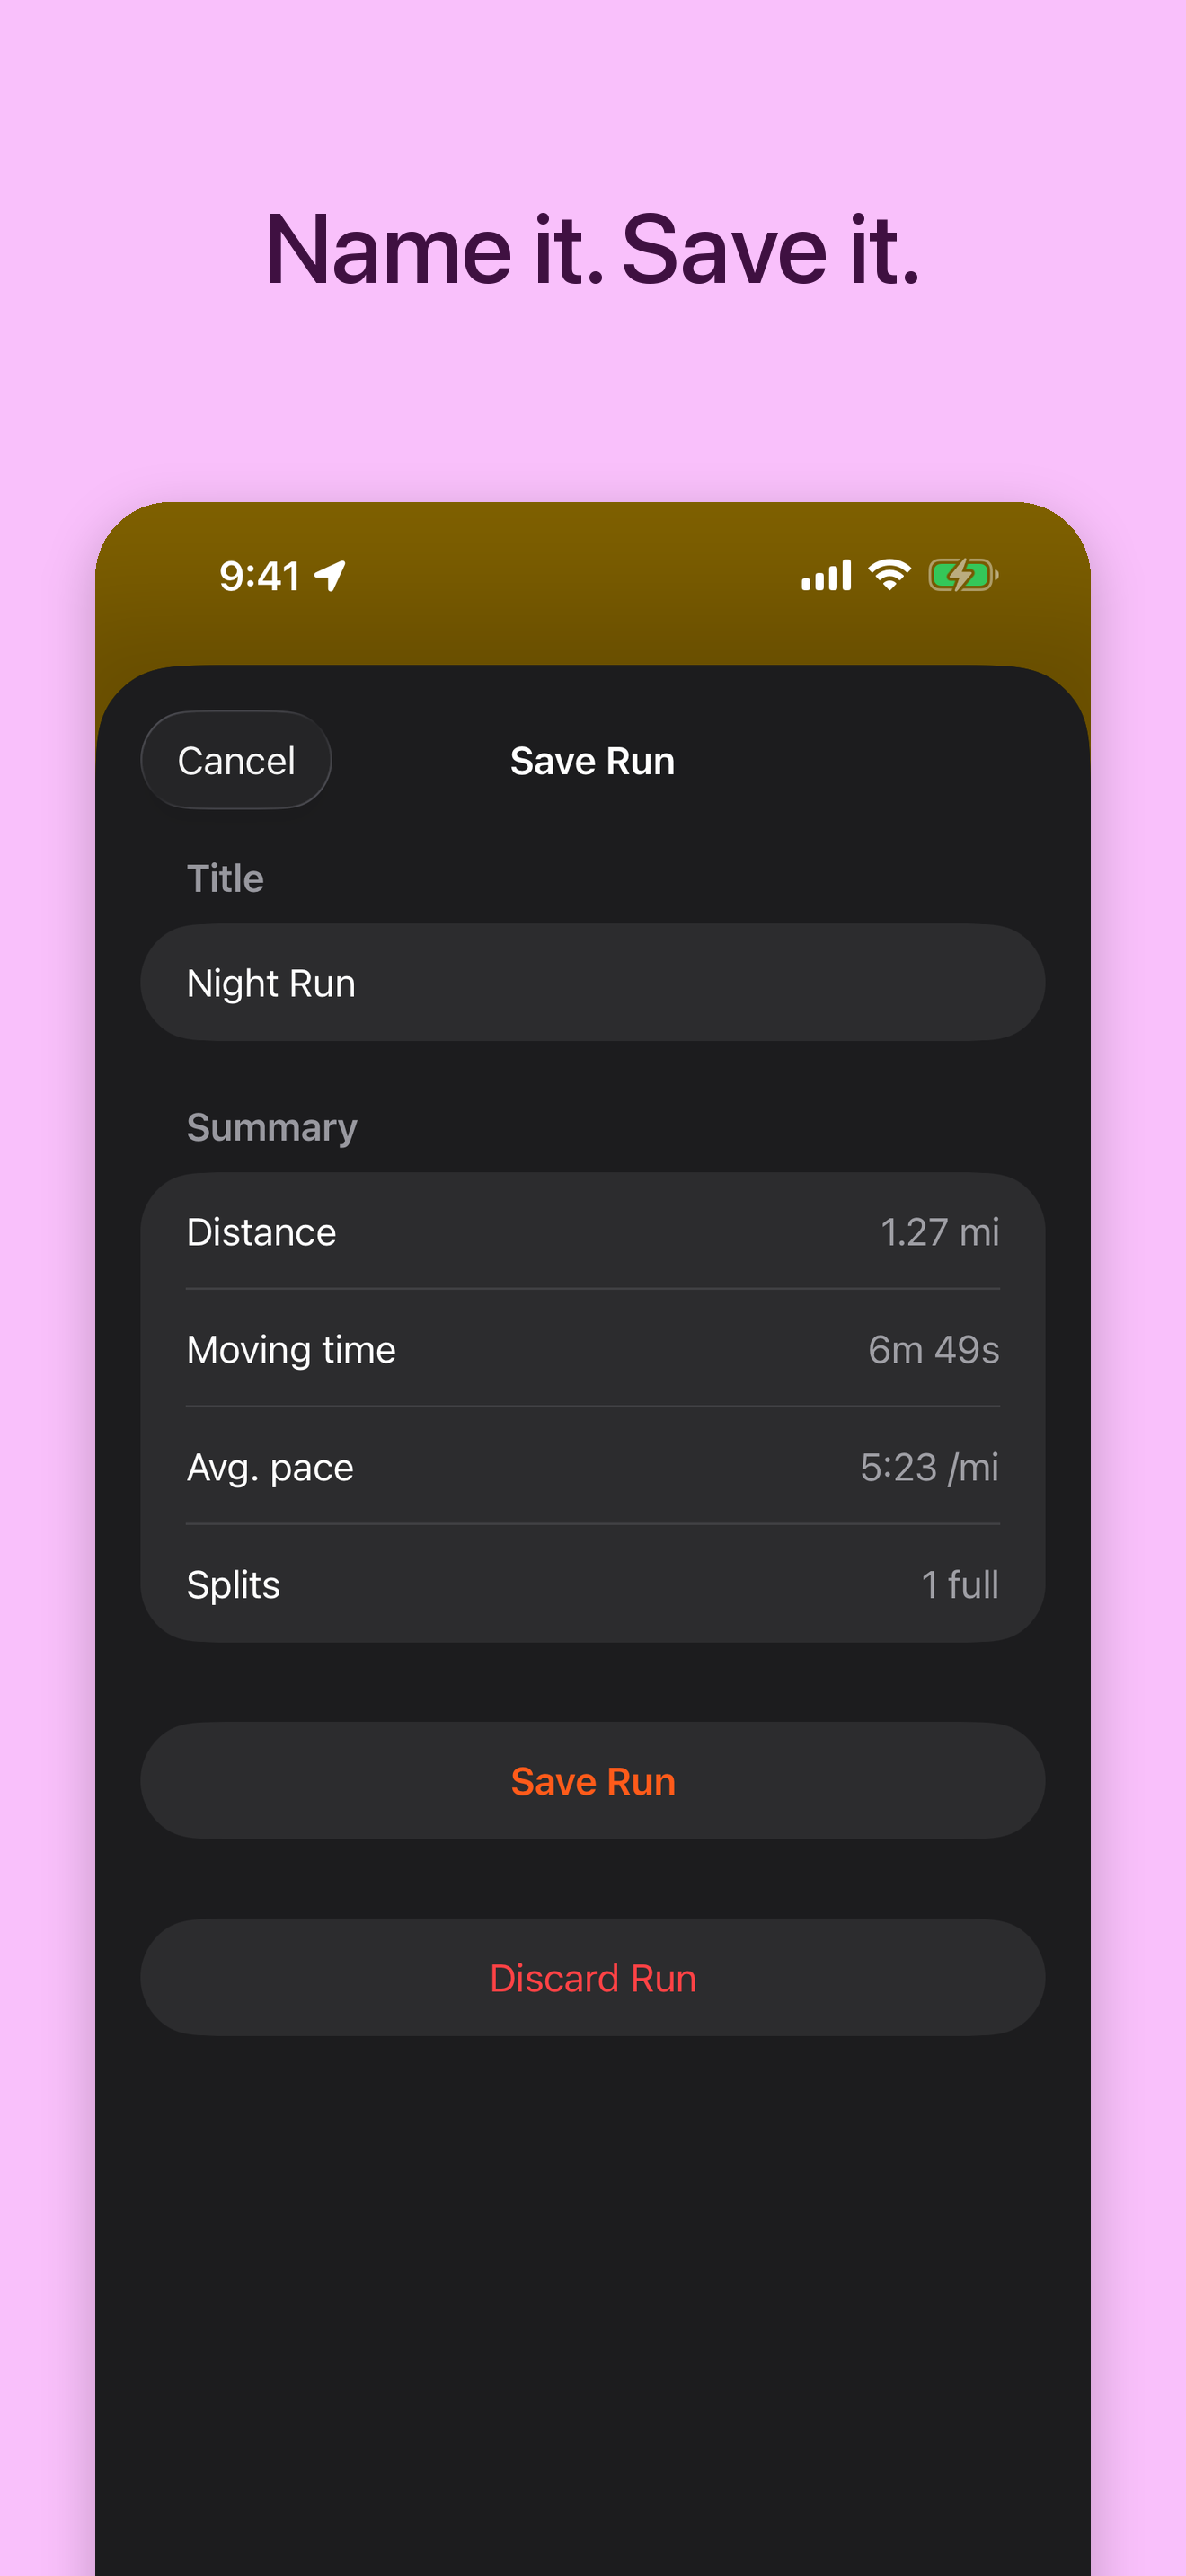 Name it. Save it.
9:41
Cancel
Save Run
Title
Night Run
Summary
Distance 1.27 mi
Moving time 6m 49s
Avg. pace 5:23 /mi
Splits 1 full
Save Run
Discard Run